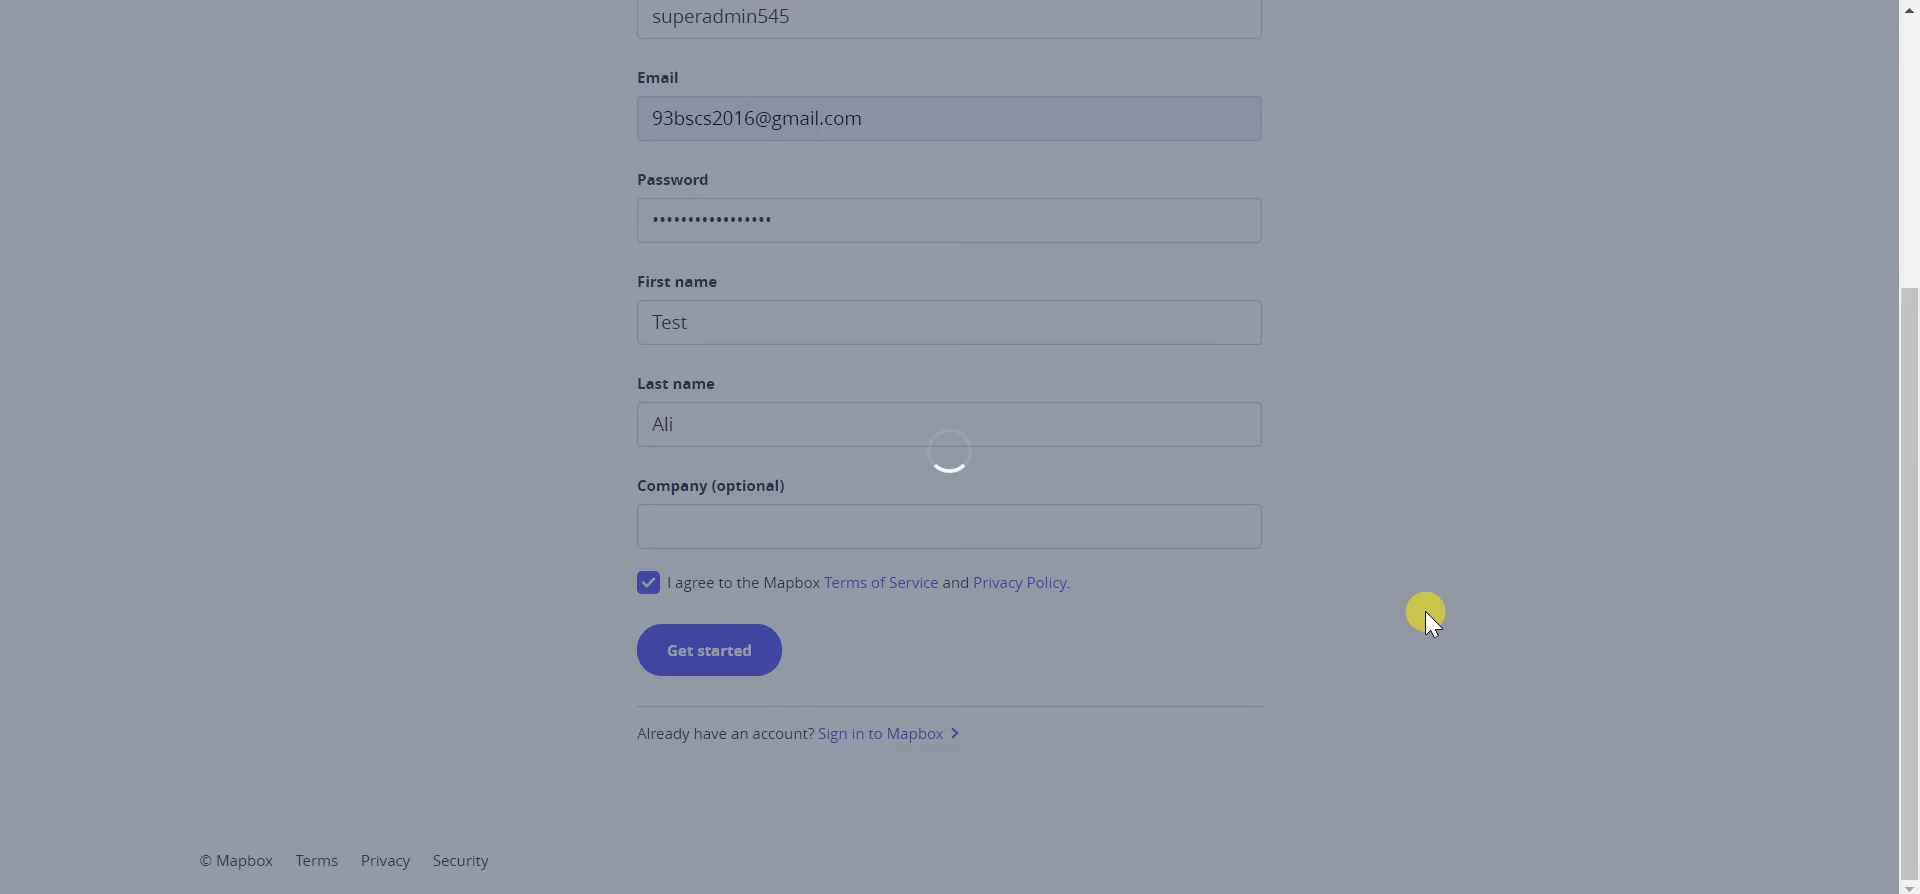 superadmin545
Email
93bscs2016@gmail.com
Password
•••••••••••••••••
First name
Test
Last name
Ali
Company (optional)
I agree to the Mapbox Terms of Service and Privacy Policy.
Get started
Already have an account? Sign in to Mapbox
© Mapbox Terms Privacy Security